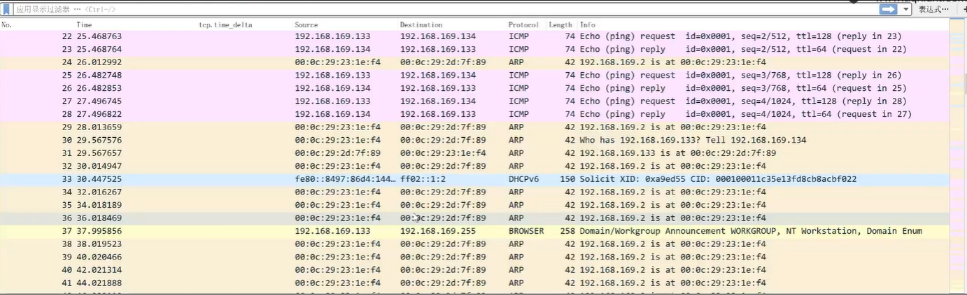 应用显示过滤器 … <Ctrl-/> 表达式…
No. Time tcp.time_delta Source Destination Protocol Length Info
22 25.468763 192.168.169.133 192.168.169.134 ICMP 74 Echo (ping) request id=0x0001, seq=2/512, ttl=128 (reply in 23)
23 25.468764 192.168.169.134 192.168.169.133 ICMP 74 Echo (ping) reply id=0x0001, seq=2/512, ttl=64 (request in 22)
24 26.012992 00:0c:29:23:1e:f4 00:0c:29:2d:7f:89 ARP 42 192.168.169.2 is at 00:0c:29:23:1e:f4
25 26.482748 192.168.169.133 192.168.169.134 ICMP 74 Echo (ping) request id=0x0001, seq=3/768, ttl=128 (reply in 26)
26 26.482853 192.168.169.134 192.168.169.133 ICMP 74 Echo (ping) reply id=0x0001, seq=3/768, ttl=64 (request in 25)
27 27.496745 192.168.169.133 192.168.169.134 ICMP 74 Echo (ping) request id=0x0001, seq=4/1024, ttl=128 (reply in 28)
28 27.496822 192.168.169.134 192.168.169.133 ICMP 74 Echo (ping) reply id=0x0001, seq=4/1024, ttl=64 (request in 27)
29 28.013659 00:0c:29:23:1e:f4 00:0c:29:2d:7f:89 ARP 42 192.168.169.2 is at 00:0c:29:23:1e:f4
30 29.567576 00:0c:29:23:1e:f4 00:0c:29:2d:7f:89 ARP 42 Who has 192.168.169.133? Tell 192.168.169.134
31 29.567657 00:0c:29:2d:7f:89 00:0c:29:23:1e:f4 ARP 42 192.168.169.133 is at 00:0c:29:2d:7f:89
32 30.014947 00:0c:29:23:1e:f4 00:0c:29:2d:7f:89 ARP 42 192.168.169.2 is at 00:0c:29:23:1e:f4
33 30.447525 fe80::8497:86d4:144… ff02::1:2 DHCPv6 150 Solicit XID: 0xa9ed55 CID: 000100011c35e13fd8cb8acbf022
34 32.016267 00:0c:29:23:1e:f4 00:0c:29:2d:7f:89 ARP 42 192.168.169.2 is at 00:0c:29:23:1e:f4
35 34.018189 00:0c:29:23:1e:f4 00:0c:29:2d:7f:89 ARP 42 192.168.169.2 is at 00:0c:29:23:1e:f4
36 36.018469 00:0c:29:23:1e:f4 00:0c:29:2d:7f:89 ARP 42 192.168.169.2 is at 00:0c:29:23:1e:f4
37 37.995856 192.168.169.133 192.168.169.255 BROWSER 258 Domain/Workgroup Announcement WORKGROUP, NT Workstation, Domain Enum
38 38.019523 00:0c:29:23:1e:f4 00:0c:29:2d:7f:89 ARP 42 192.168.169.2 is at 00:0c:29:23:1e:f4
39 40.020466 00:0c:29:23:1e:f4 00:0c:29:2d:7f:89 ARP 42 192.168.169.2 is at 00:0c:29:23:1e:f4
40 42.021314 00:0c:29:23:1e:f4 00:0c:29:2d:7f:89 ARP 42 192.168.169.2 is at 00:0c:29:23:1e:f4
41 44.021888 00:0c:29:23:1e:f4 00:0c:29:2d:7f:89 ARP 42 192.168.169.2 is at 00:0c:29:23:1e:f4